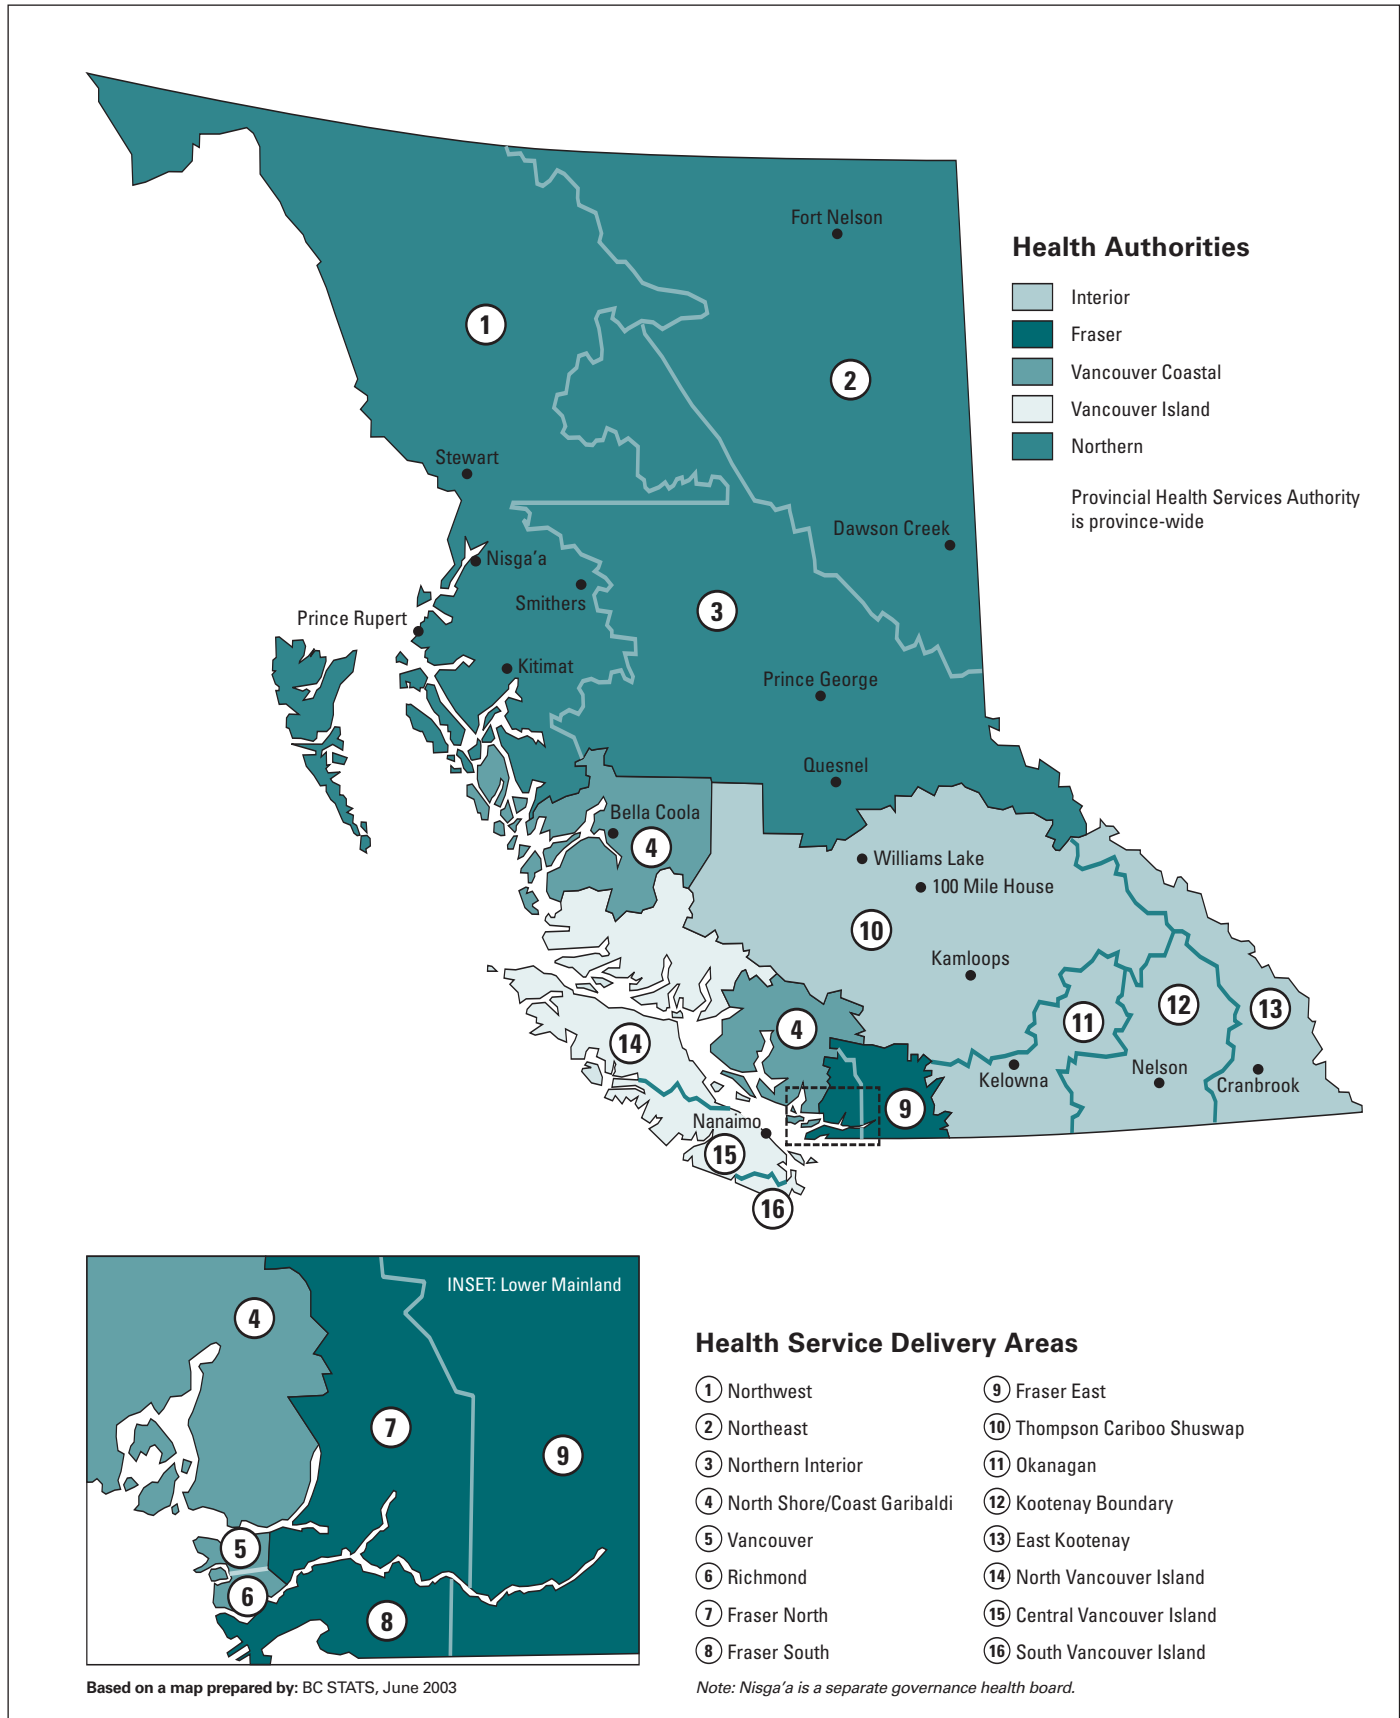 Fort Nelson
Health Authorities
Interior
1
Fraser
2
Vancouver Coastal
Vancouver Island
Stewart
Northern
Provincial Health Services Authority
is province-wide
Dawson Creek
Nisga'a
Smithers
3
Prince Rupert
Kitimat
Prince George
Quesnel
Bella Coola
4
Williams Lake
100 Mile House
10
Kamloops
12
13
11
4
14
Kelowna
Nelson
Cranbrook
9
Nanaimo
15
16
INSET: Lower Mainland
4
7
9
5
6
8
Health Service Delivery Areas
1 Northwest
2 Northeast
3 Northern Interior
4 North Shore/Coast Garibaldi
5 Vancouver
6 Richmond
7 Fraser North
8 Fraser South
9 Fraser East
10 Thompson Cariboo Shuswap
11 Okanagan
12 Kootenay Boundary
13 East Kootenay
14 North Vancouver Island
15 Central Vancouver Island
16 South Vancouver Island
Based on a map prepared by: BC STATS, June 2003
Note: Nisga'a is a separate governance health board.